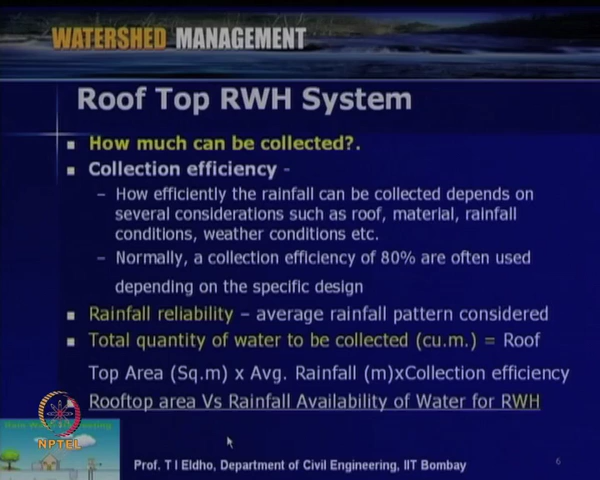 WATERSHED MANAGEMENT
Roof Top RWH System
How much can be collected?.
Collection efficiency -
– How efficiently the rainfall can be collected depends on
several considerations such as roof, material, rainfall
conditions, weather conditions etc.
– Normally, a collection efficiency of 80% are often used
depending on the specific design
Rainfall reliability – average rainfall pattern considered
Total quantity of water to be collected (cu.m.) = Roof
Top Area (Sq.m) x Avg. Rainfall (m)xCollection efficiency
Rooftop area Vs Rainfall Availability of Water for RWH
NPTEL
Prof. T I Eldho, Department of Civil Engineering, IIT Bombay
6